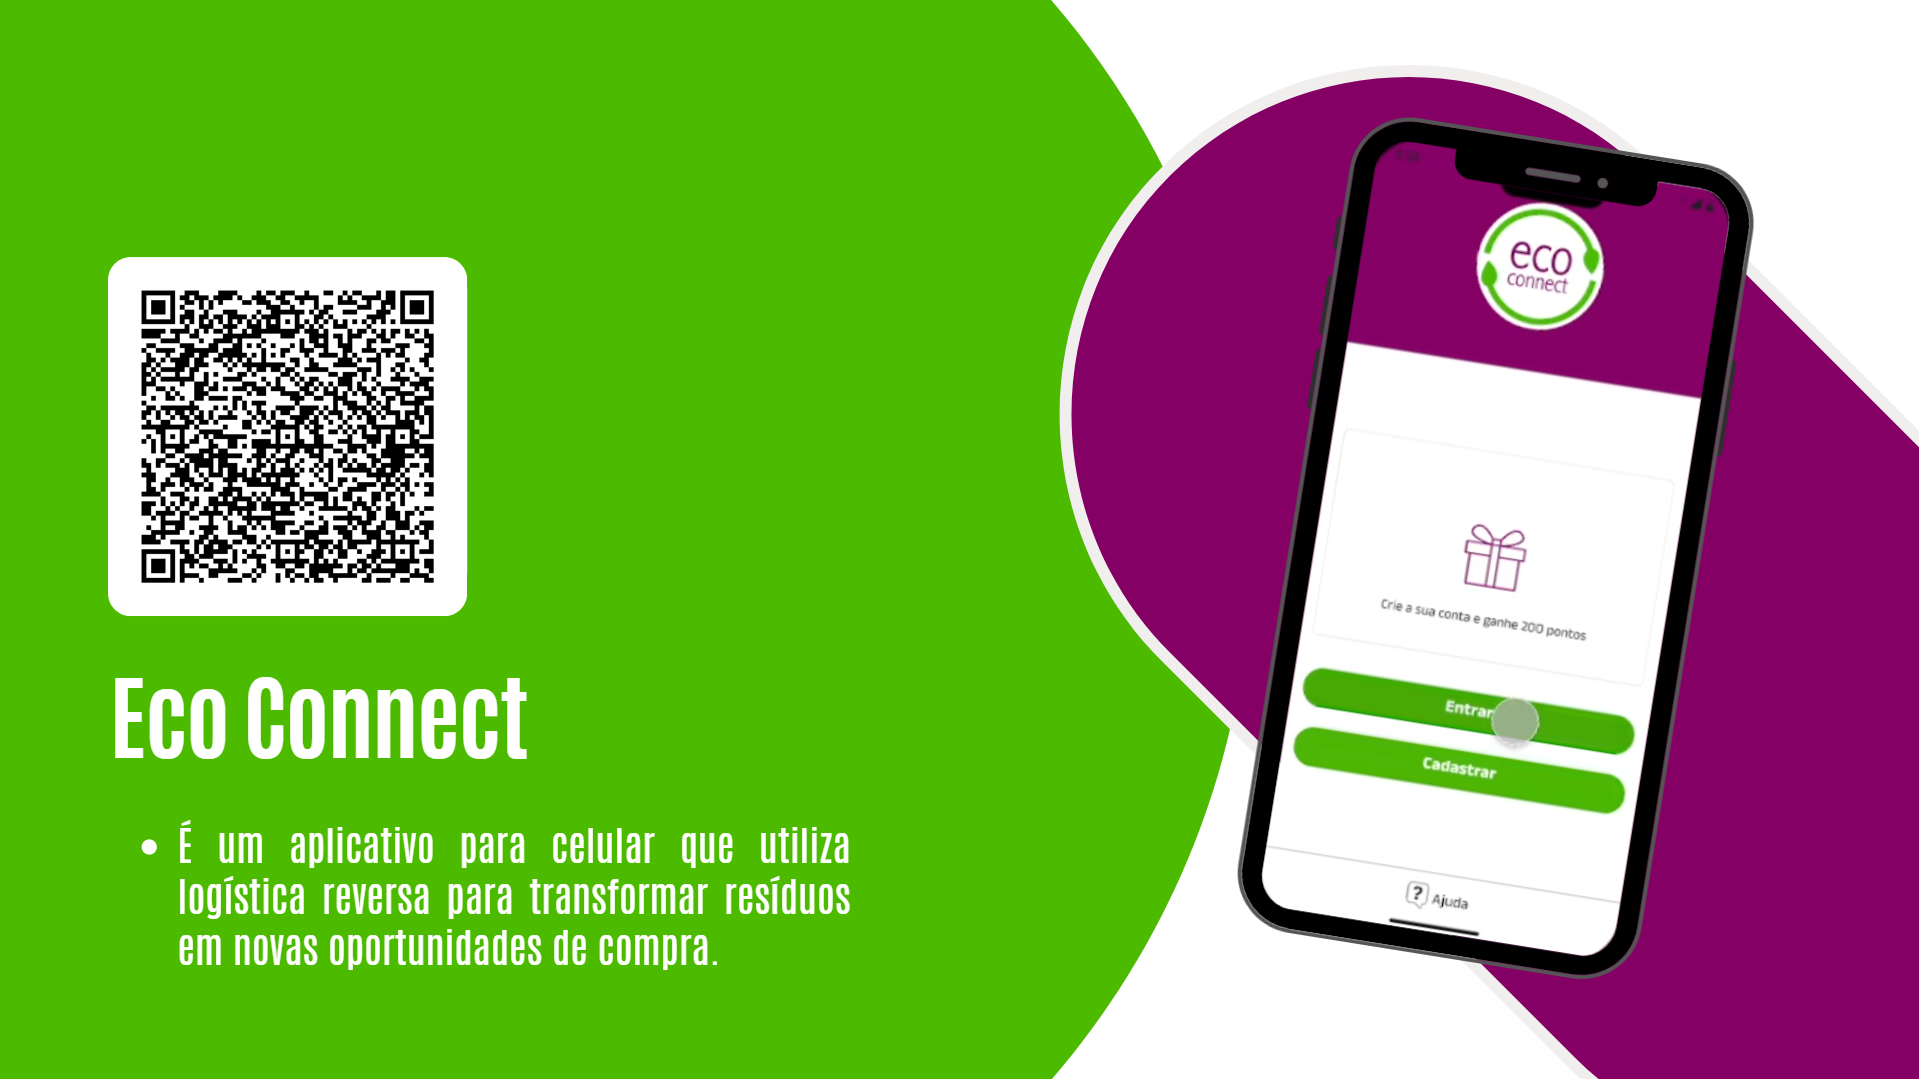 eco
connect
Crie a sua conta e ganhe 200 pontos
Entrar
Cadastrar
? Ajuda
Eco Connect
• É um aplicativo para celular que utiliza
logística reversa para transformar resíduos
em novas oportunidades de compra.